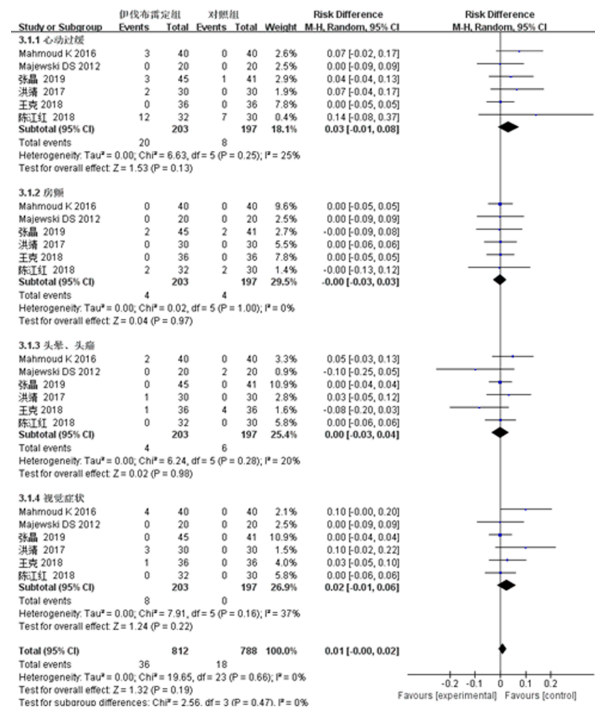 伊伐布雷定组 对照组 Risk Difference Risk Difference
Study or Subgroup Events Total Events Total Weight M-H, Random, 95% CI M-H, Random, 95% CI
3.1.1 心动过缓
Mahmoud K 2016 3 40 0 40 2.6% 0.07 [-0.02, 0.17]
Majewski DS 2012 0 20 0 20 2.9% 0.00 [-0.09, 0.09]
张晶 2019 3 45 1 41 3.6% 0.04 [-0.04, 0.13]
洪靖 2017 2 30 0 30 2.3% 0.07 [-0.04, 0.17]
王克 2018 0 36 0 36 9.2% 0.00 [-0.05, 0.05]
陈江红 2018 12 32 7 30 0.5% 0.14 [-0.08, 0.37]
Subtotal (95% CI) 203 197 18.1% 0.03 [-0.01, 0.08]
Total events 20 8
Heterogeneity: Tau² = 0.00; Chi² = 6.63, df = 5 (P = 0.25); I² = 25%
Test for overall effect: Z = 1.53 (P = 0.13)
3.1.2 房颤
Mahmoud K 2016 0 40 0 40 9.6% 0.00 [-0.05, 0.05]
Majewski DS 2012 0 20 0 20 2.9% 0.00 [-0.09, 0.09]
张晶 2019 2 45 2 41 3.4% -0.00 [-0.09, 0.08]
洪靖 2017 0 30 0 30 6.2% 0.00 [-0.06, 0.06]
王克 2018 0 36 0 36 0.00 [-0.05, 0.05]
陈江红 2018 2 32 2 30 1.4% -0.00 [-0.13, 0.12]
Subtotal (95% CI) 203 197 29.5% -0.00 [-0.03, 0.03]
Total events 4 4
Heterogeneity: Tau² = 0.00; Chi² = 0.02, df = 5 (P = 1.00); I² = 0%
Test for overall effect: Z = 0.04 (P = 0.97)
3.1.3 头晕、头痛
Mahmoud K 2016 2 40 0 40 3.3% 0.05 [-0.03, 0.13]
Majewski DS 2012 0 20 2 20 0.9% -0.10 [-0.25, 0.05]
张晶 2019 0 45 0 41 10.9% 0.00 [-0.04, 0.04]
洪靖 2017 1 30 0 30 0.03 [-0.05, 0.12]
王克 2018 1 36 4 36 -0.08 [-0.20, 0.03]
陈江红 2018 0 32 0 30 0.00 [-0.06, 0.06]
Subtotal (95% CI) 203 197 25.4% 0.00 [-0.03, 0.04]
Total events 4 6
Heterogeneity: Tau² = 0.00; Chi² = 6.24, df = 5 (P = 0.28); I² = 20%
Test for overall effect: Z = 0.02 (P = 0.98)
3.1.4 视觉症状
Mahmoud K 2016 4 40 0 40 2.1% 0.10 [-0.00, 0.20]
Majewski DS 2012 0 20 0 20 2.9% 0.00 [-0.09, 0.09]
张晶 2019 0 45 0 41 10.9% 0.00 [-0.04, 0.04]
洪靖 2017 3 30 0 30 0.10 [-0.02, 0.22]
王克 2018 1 36 0 36 0.03 [-0.05, 0.10]
陈江红 2018 0 32 0 30 0.00 [-0.06, 0.06]
Subtotal (95% CI) 203 197 26.9% 0.02 [-0.01, 0.06]
Total events 8 0
Heterogeneity: Tau² = 0.00; Chi² = 7.91, df = 5 (P = 0.16); I² = 37%
Test for overall effect: Z = 1.24 (P = 0.22)
Total (95% CI) 812 788 100.0% 0.01 [-0.00, 0.02]
Total events 36 18
Heterogeneity: Tau² = 0.00; Chi² = 19.65, df = 23 (P = 0.66); I² = 0%
Test for overall effect: Z = 1.32 (P = 0.19)
Test for subgroup differences: Chi² = 2.56, df = 3 (P = 0.47), I² = 0%
-0.2 -0.1 0 0.1 0.2
Favours [experimental] Favours [control]